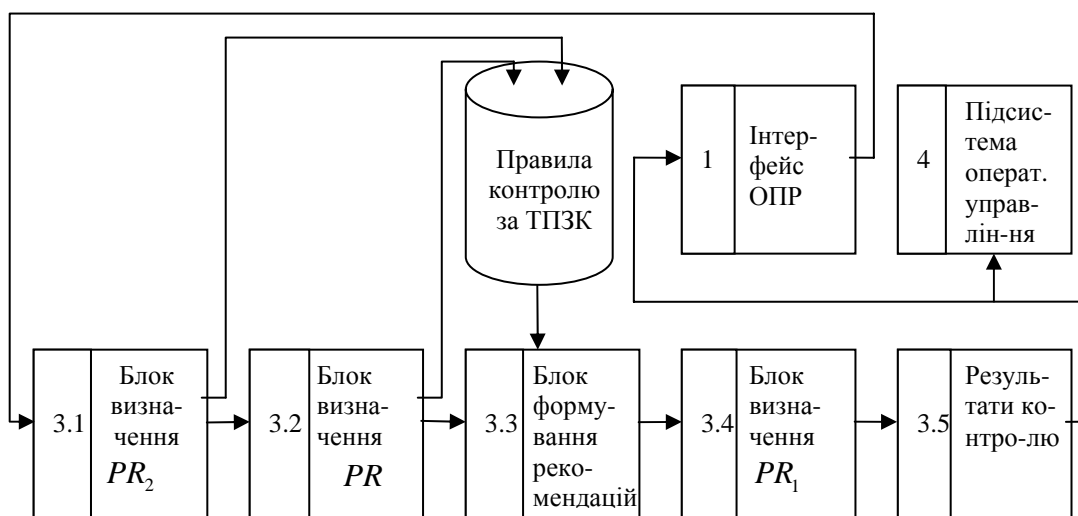 Правила
контролю
за ТПЗК
1
Інтер-
фейс
ОПР
4
Підсис-
тема
операт.
управ-
лін-ня
3.1
Блок
визна-
чення
PR₂
3.2
Блок
визна-
чення
PR
3.3
Блок
форму-
вання
реко-
мендацій
3.4
Блок
визна-
чення
PR₁
3.5
Резуль-
тати ко-
нтро-лю